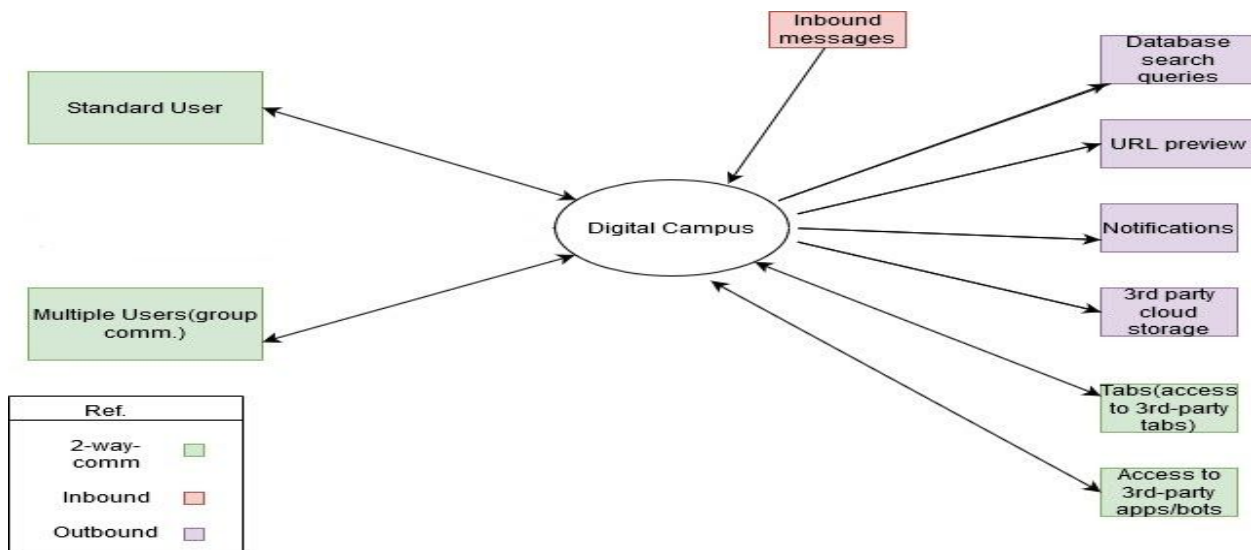 Inbound
messages
Database
search
queries
Standard User
URL preview
Digital Campus
Notifications
Multiple Users(group
comm.)
3rd party
cloud
storage
Tabs(access
to 3rd-party
tabs)
Access to
3rd-party
apps/bots
Ref.
2-way-
comm
Inbound
Outbound